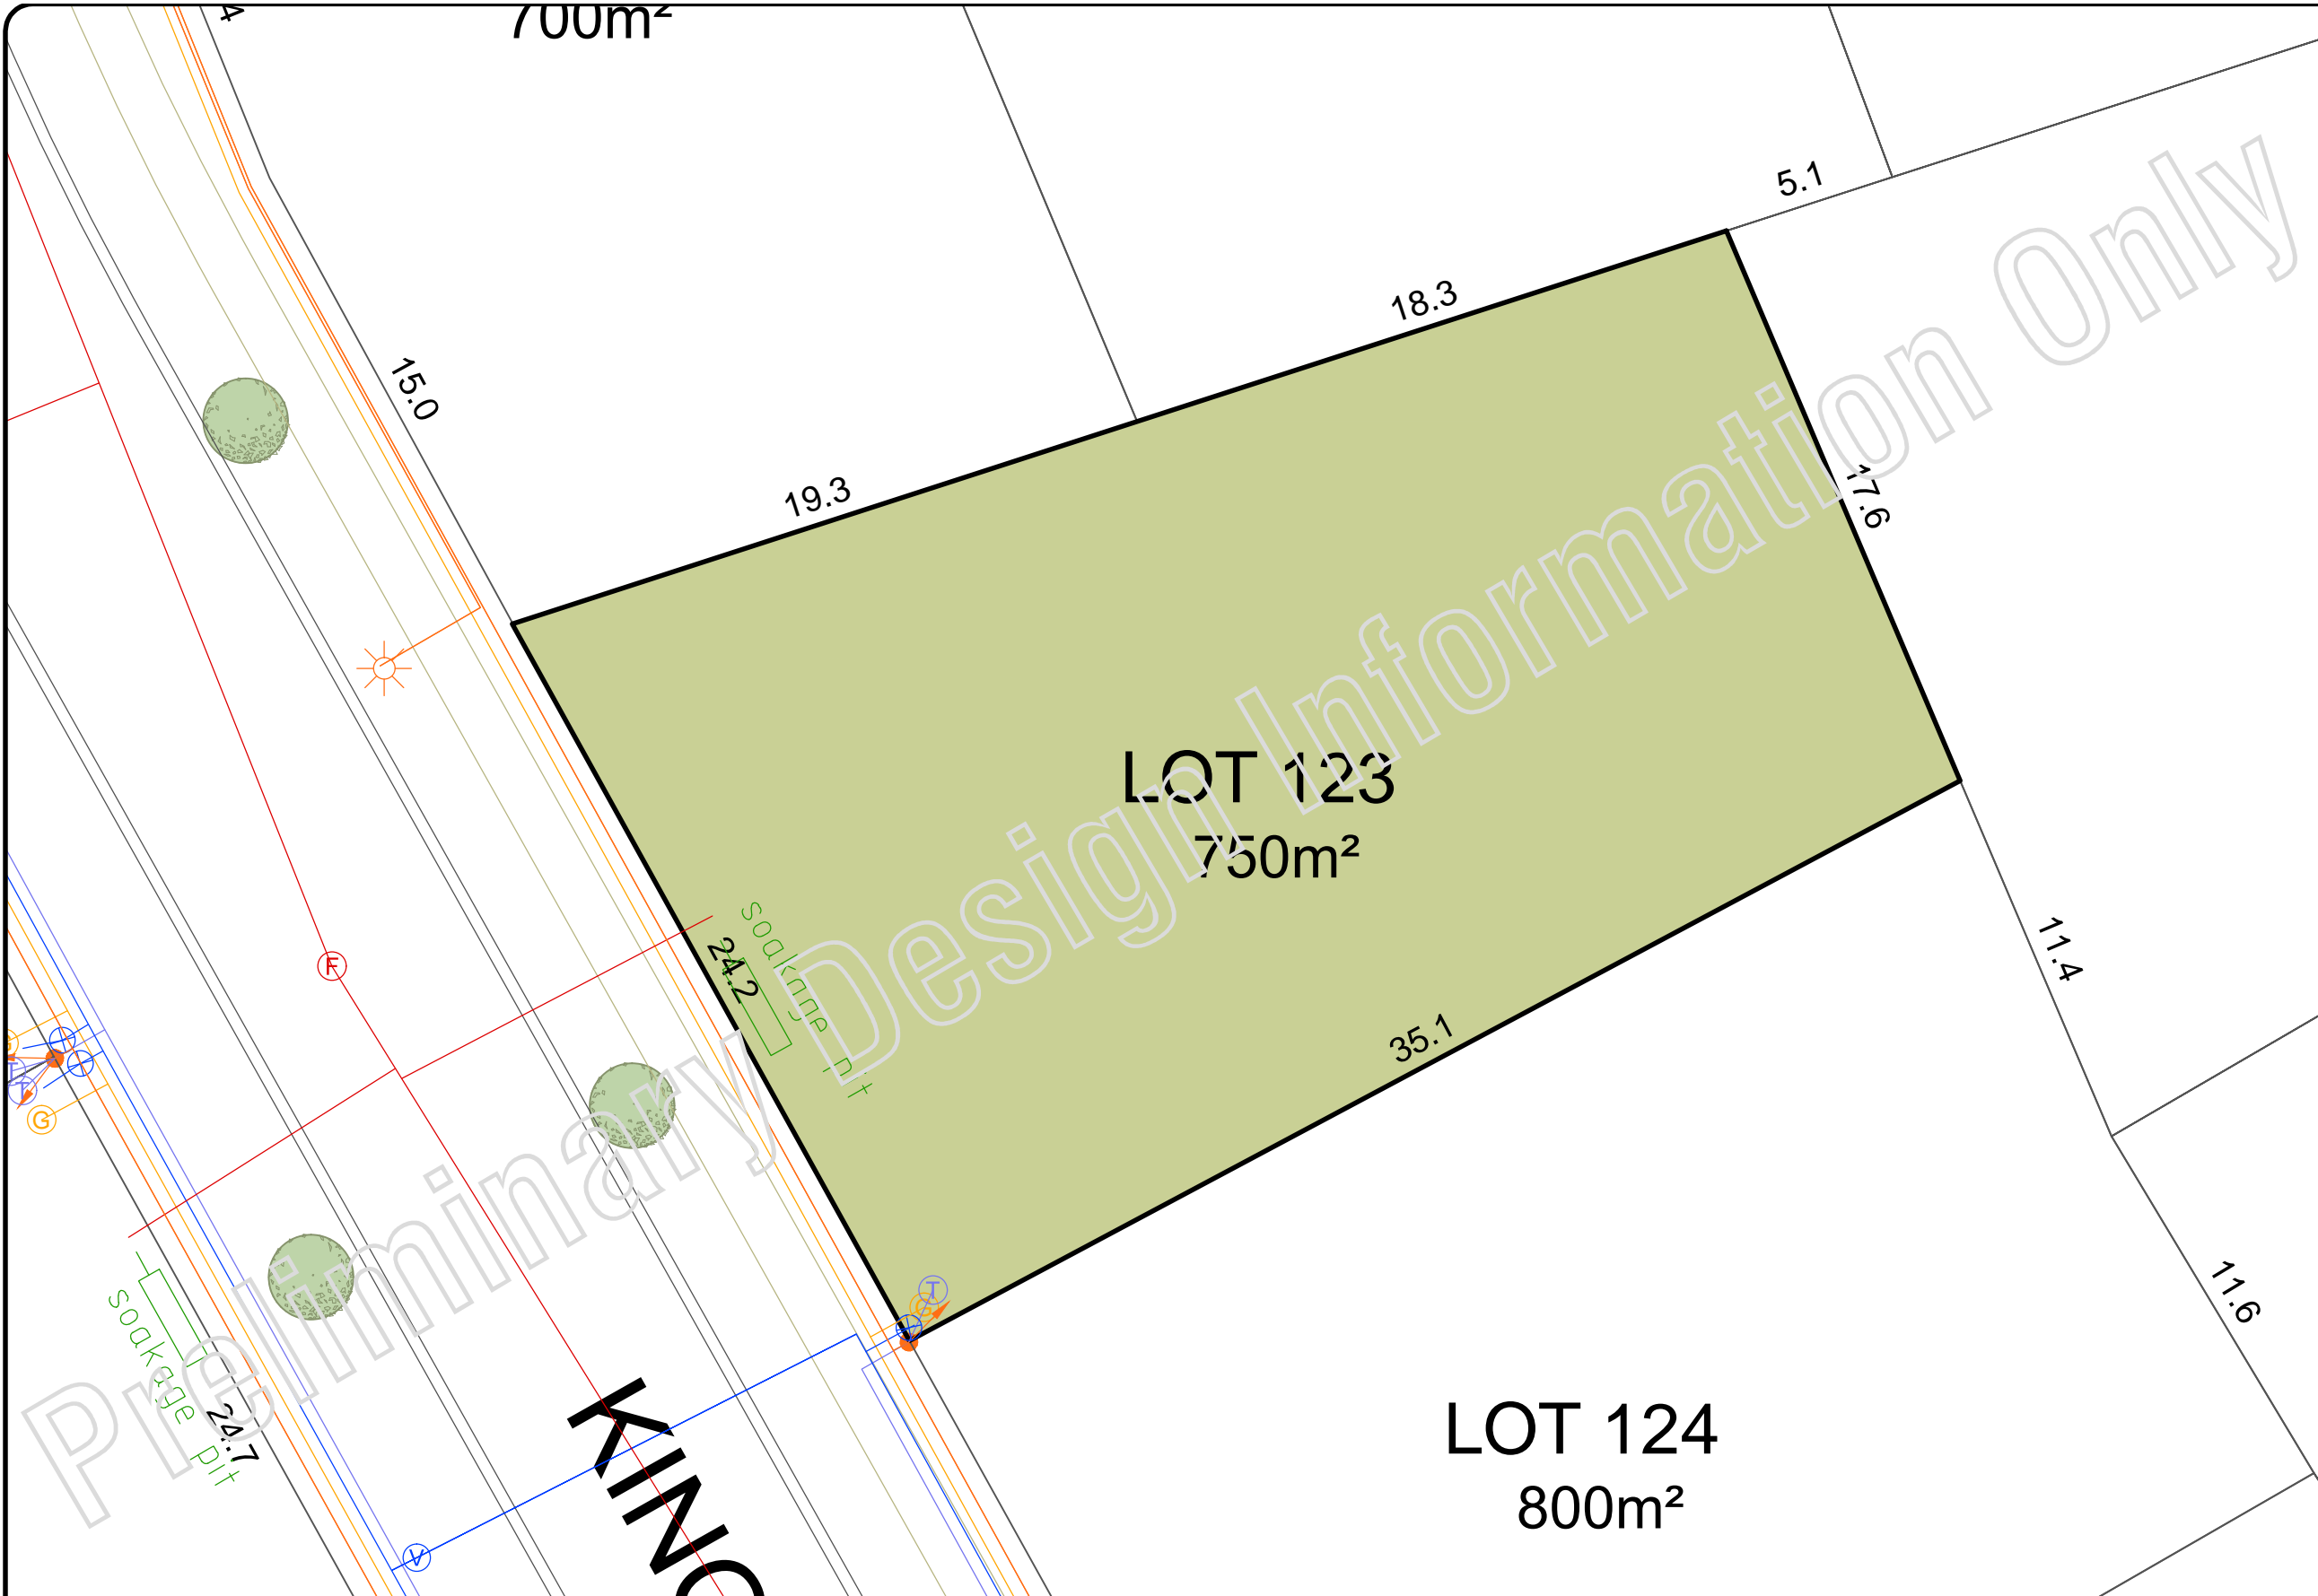 4
700m²
5.1
18.3
15.0
19.3
17.6
LOT 123
750m²
24.2
soakage pit
35.1
11.4
F
G
T
T
G
T
G
11.6
soakage pit
24.7
KING
LOT 124
800m²
V
Preliminary Design Information Only